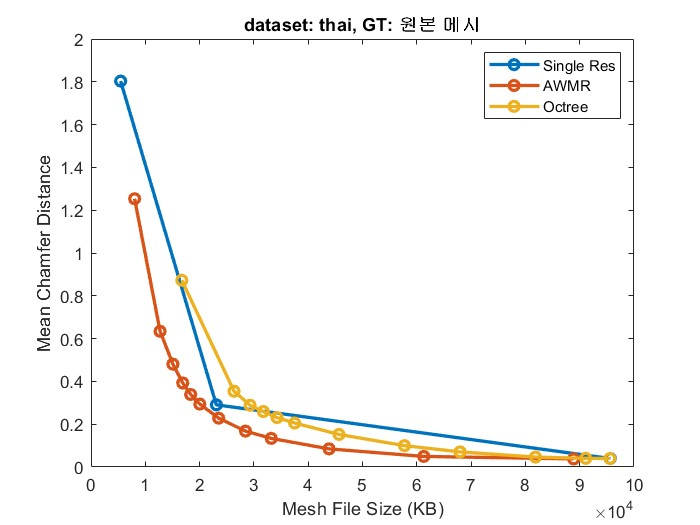 dataset: thai, GT: 원본 메시
2
1.8
1.6
1.4
1.2
1
0.8
0.6
0.4
0.2
0
Mean Chamfer Distance
Single Res
AWMR
Octree
0 1 2 3 4 5 6 7 8 9 10
Mesh File Size (KB)
×10⁴